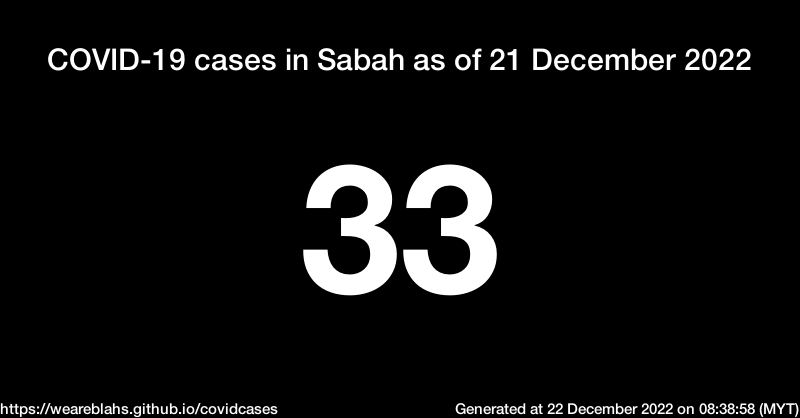 COVID-19 cases in Sabah as of 21 December 2022
33
https://weareblahs.github.io/covidcases
Generated at 22 December 2022 on 08:38:58 (MYT)